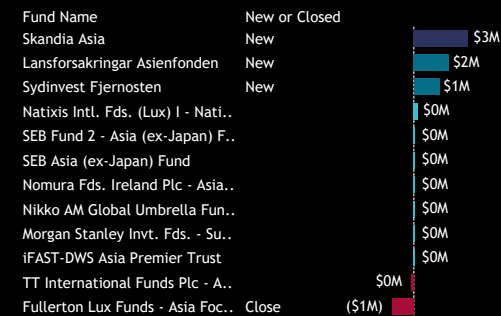 Fund Name New or Closed
Skandia Asia New $3M
Lansforsakringar Asienfonden New $2M
Sydinvest Fjernosten New $1M
Natixis Intl. Fds. (Lux) I - Nati.. $0M
SEB Fund 2 - Asia (ex-Japan) F.. $0M
SEB Asia (ex-Japan) Fund $0M
Nomura Fds. Ireland Plc - Asia.. $0M
Nikko AM Global Umbrella Fun.. $0M
Morgan Stanley Invt. Fds. - Su.. $0M
iFAST-DWS Asia Premier Trust $0M
TT International Funds Plc - A.. $0M
Fullerton Lux Funds - Asia Foc.. Close ($1M)